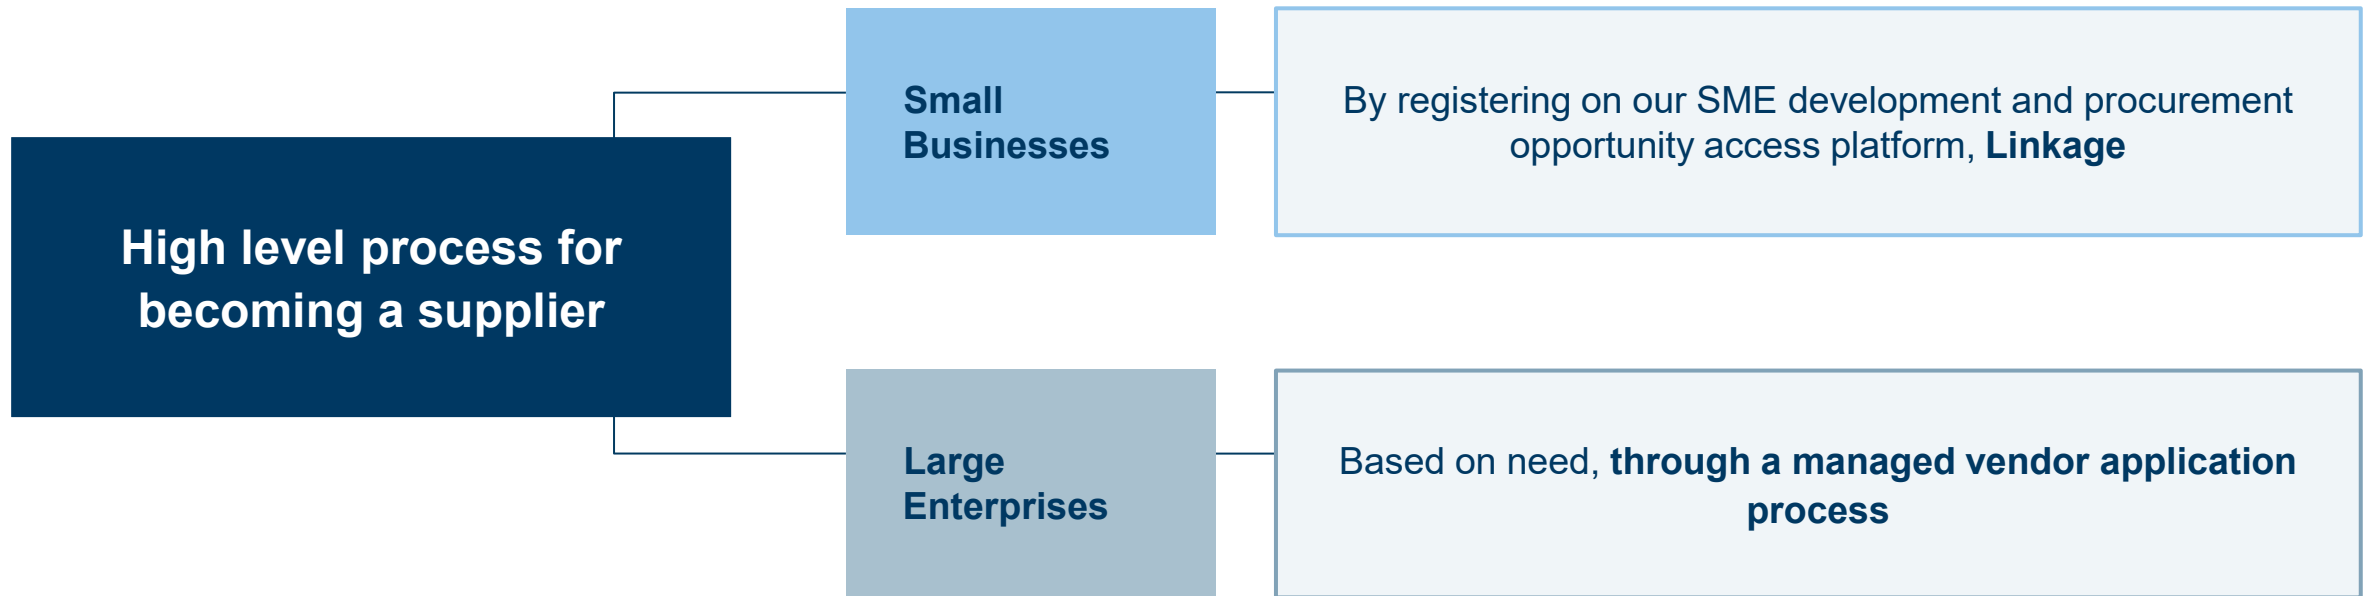 High level process for
becoming a supplier
Small
Businesses
By registering on our SME development and procurement
opportunity access platform, Linkage
Large
Enterprises
Based on need, through a managed vendor application
process